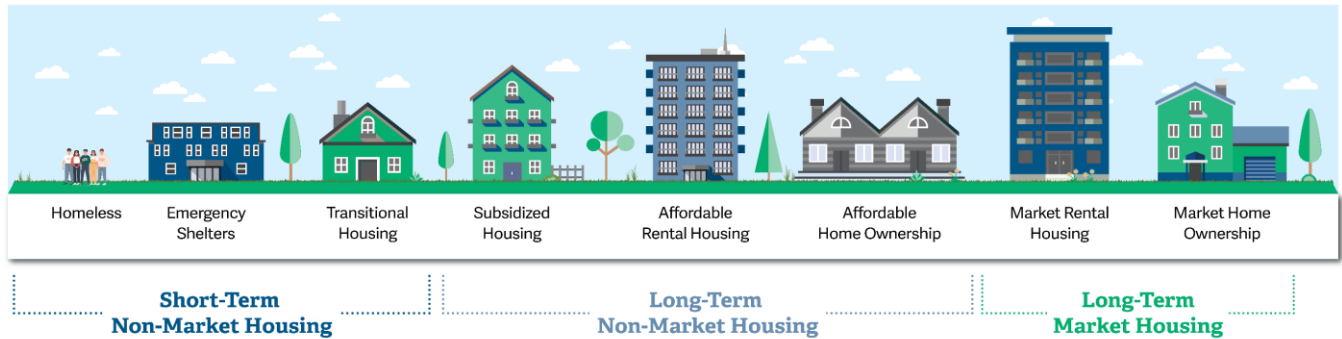 Homeless
Emergency
Shelters
Transitional
Housing
Subsidized
Housing
Affordable
Rental Housing
Affordable
Home Ownership
Market Rental
Housing
Market Home
Ownership
Short-Term
Non-Market Housing
Long-Term
Non-Market Housing
Long-Term
Market Housing